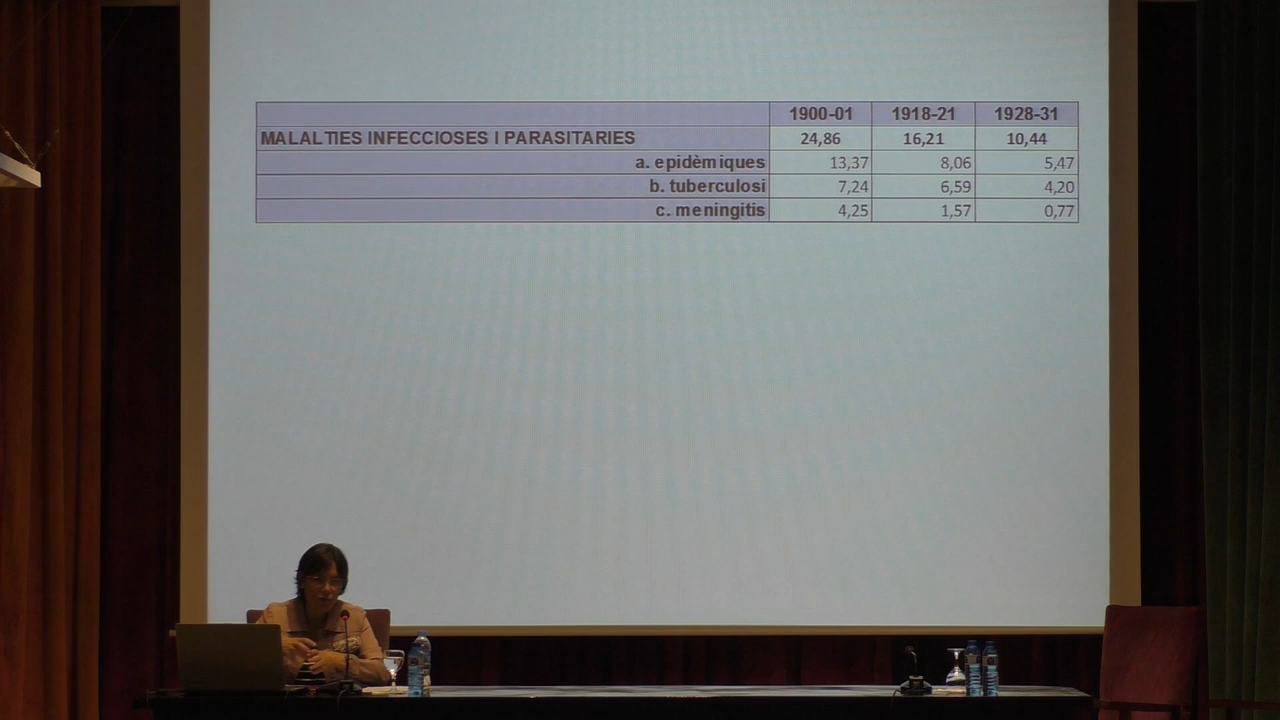 1900-01 1918-21 1928-31
MALALTIES INFECCIOSES I PARASITARIES 24,86 16,21 10,44
a. epidèmiques 13,37 8,06 5,47
b. tuberculosi 7,24 6,59 4,20
c. meningitis 4,25 1,57 0,77